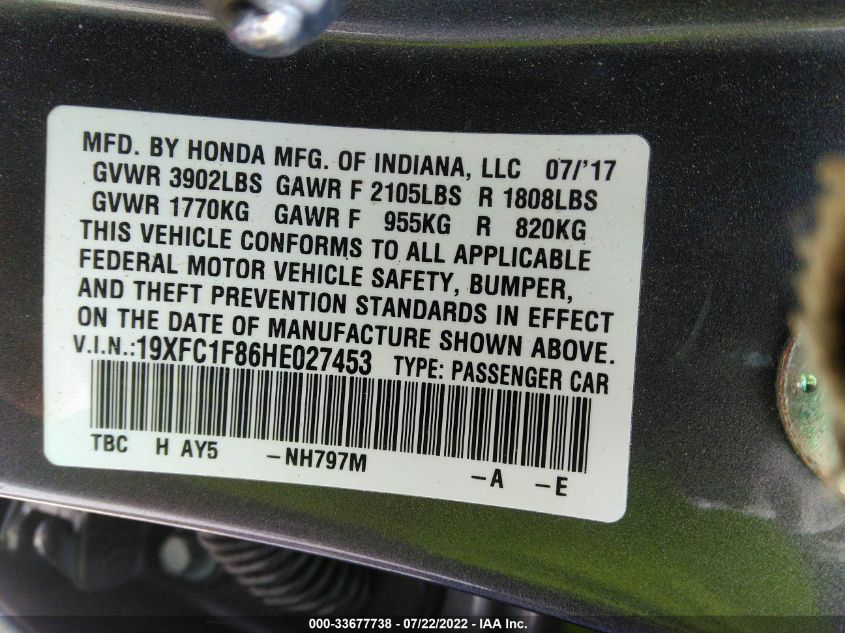 MFD. BY HONDA MFG. OF INDIANA, LLC 07/'17
GVWR 3902LBS GAWR F 2105LBS R 1808LBS
GVWR 1770KG GAWR F 955KG R 820KG
THIS VEHICLE CONFORMS TO ALL APPLICABLE
FEDERAL MOTOR VEHICLE SAFETY, BUMPER,
AND THEFT PREVENTION STANDARDS IN EFFECT
ON THE DATE OF MANUFACTURE SHOWN ABOVE.
V.I.N.:19XFC1F86HE027453 TYPE: PASSENGER CAR
TBC H AY5 -NH797M -A -E
000-33677738 - 07/22/2022 - IAA Inc.